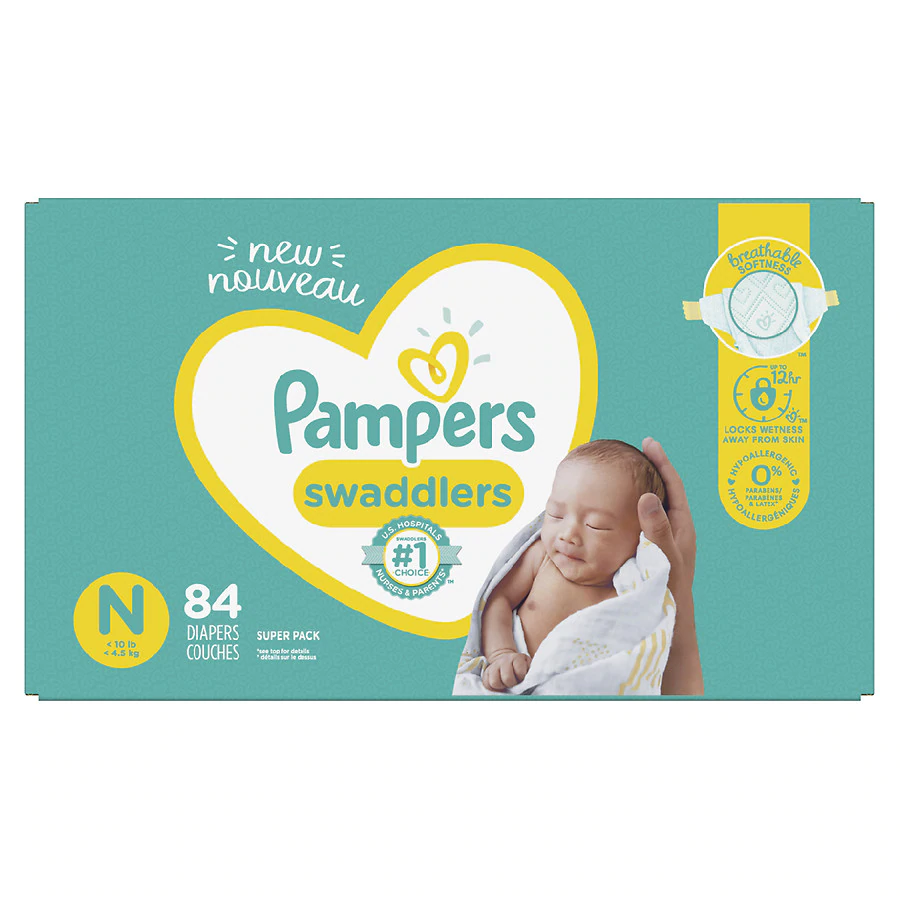 new
nouveau
Pampers
swaddlers
U.S. HOSPITALS
SWADDLERS
#1
CHOICE
NURSES & PARENTS*
™
N
< 10 lb
< 4.5 kg
84
DIAPERS
COUCHES
SUPER PACK
*see top for details
* détails sur le dessus
breathable
SOFTNESS
™
UP TO
12hr
™
LOCKS WETNESS
AWAY FROM SKIN
HYPOALLERGENIC
0%
PARABENS/
PARABÈNES
& LATEX*
HYPOALLERGÉNIQUES